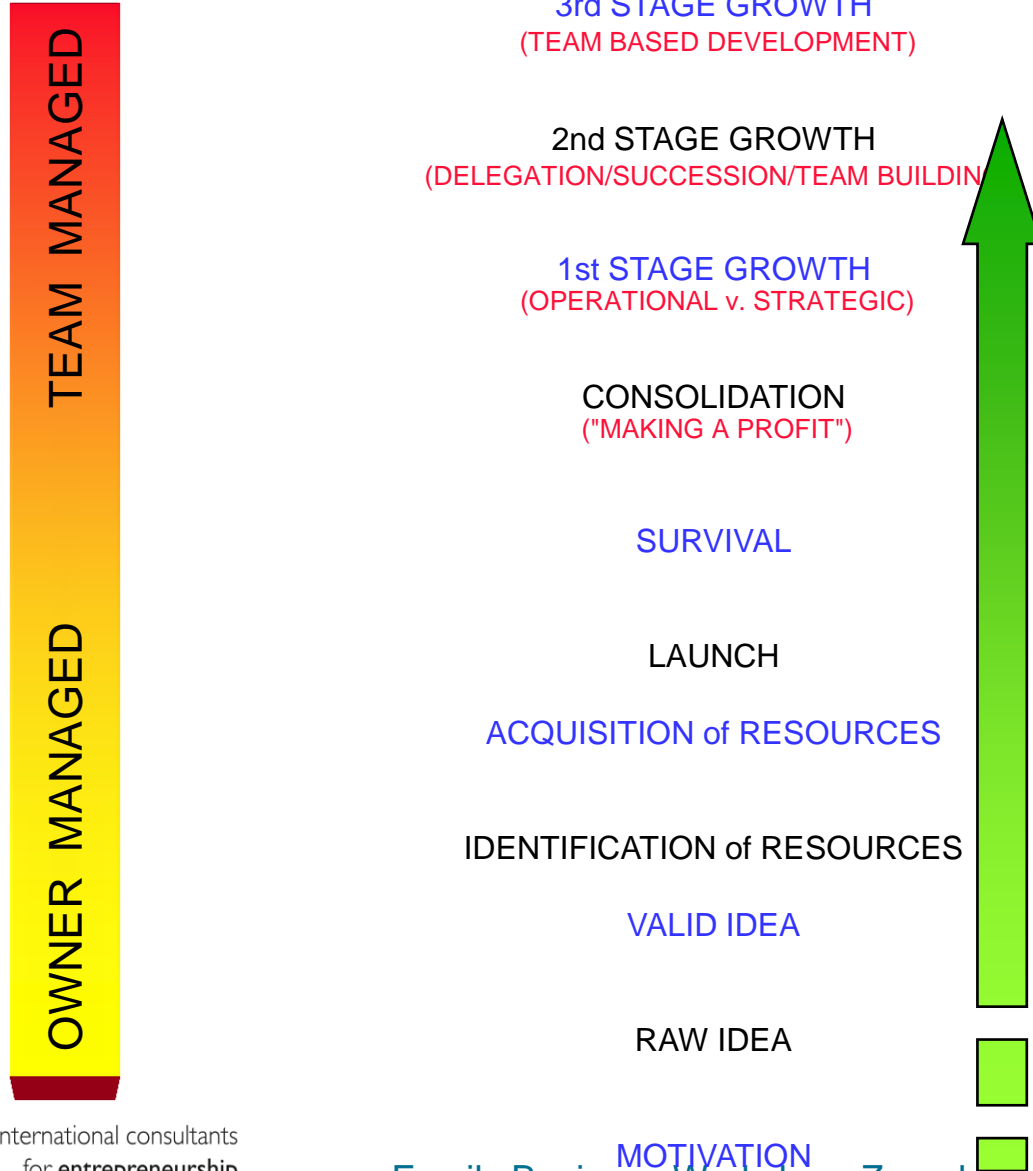 TEAM MANAGED
OWNER MANAGED
3rd STAGE GROWTH
(TEAM BASED DEVELOPMENT)
2nd STAGE GROWTH
(DELEGATION/SUCCESSION/TEAM BUILDIN
1st STAGE GROWTH
(OPERATIONAL v. STRATEGIC)
CONSOLIDATION
("MAKING A PROFIT")
SURVIVAL
LAUNCH
ACQUISITION of RESOURCES
IDENTIFICATION of RESOURCES
VALID IDEA
RAW IDEA
MOTIVATION
nternational consultants
for entrepreneurship